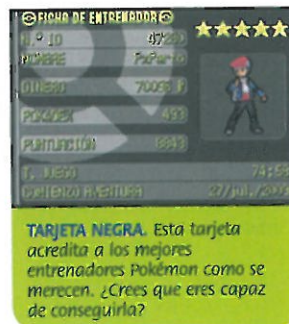 FICHA DE ENTRENADOR
N.º ID
NOMBRE
DINERO
POKéDEX 493
PUNTUACIÓN
T. JUEGO
COMIENZO AVENTURA
TARJETA NEGRA. Esta tarjeta
acredita a los mejores
entrenadores Pokémon como se
merecen. ¿Crees que eres capaz
de conseguirla?